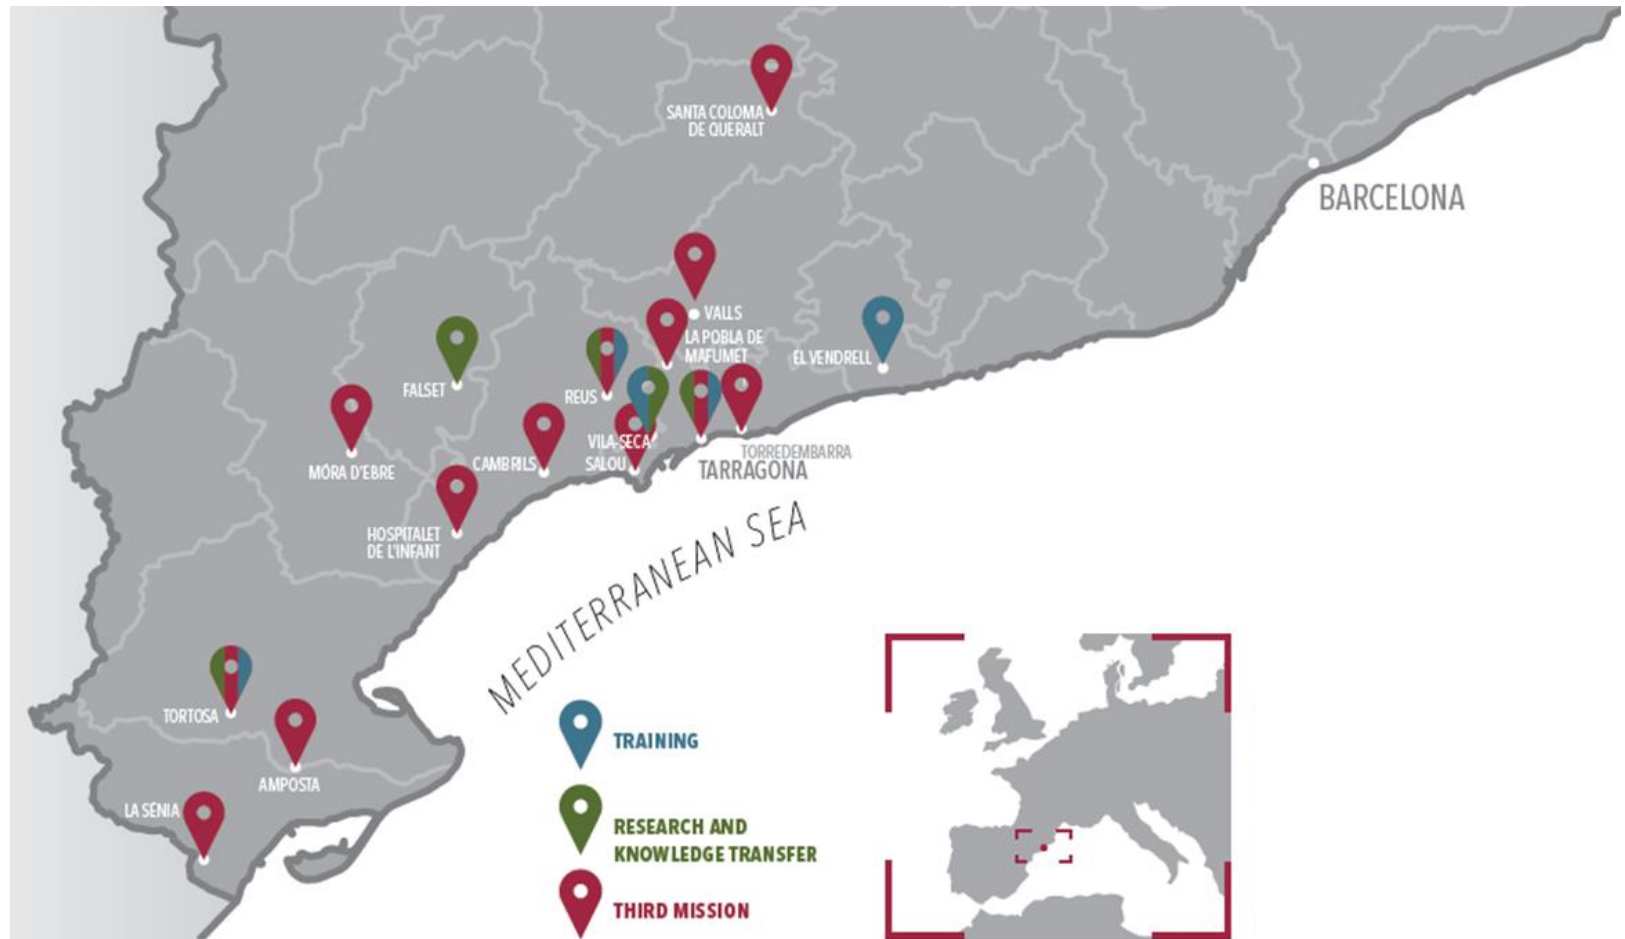 SANTA COLOMA
DE QUERALT
BARCELONA
VALLS
LA POBLA DE
MAFUMET
EL VENDRELL
FALSET
REUS
VILA-SECA
SALOU
CAMBRILS
TORREDEMBARRA
TARRAGONA
MÓRA D'EBRE
HOSPITALET
DE L'INFANT
MEDITERRANEAN SEA
TORTOSA
AMPOSTA
LA SÉNIA
TRAINING
RESEARCH AND
KNOWLEDGE TRANSFER
THIRD MISSION